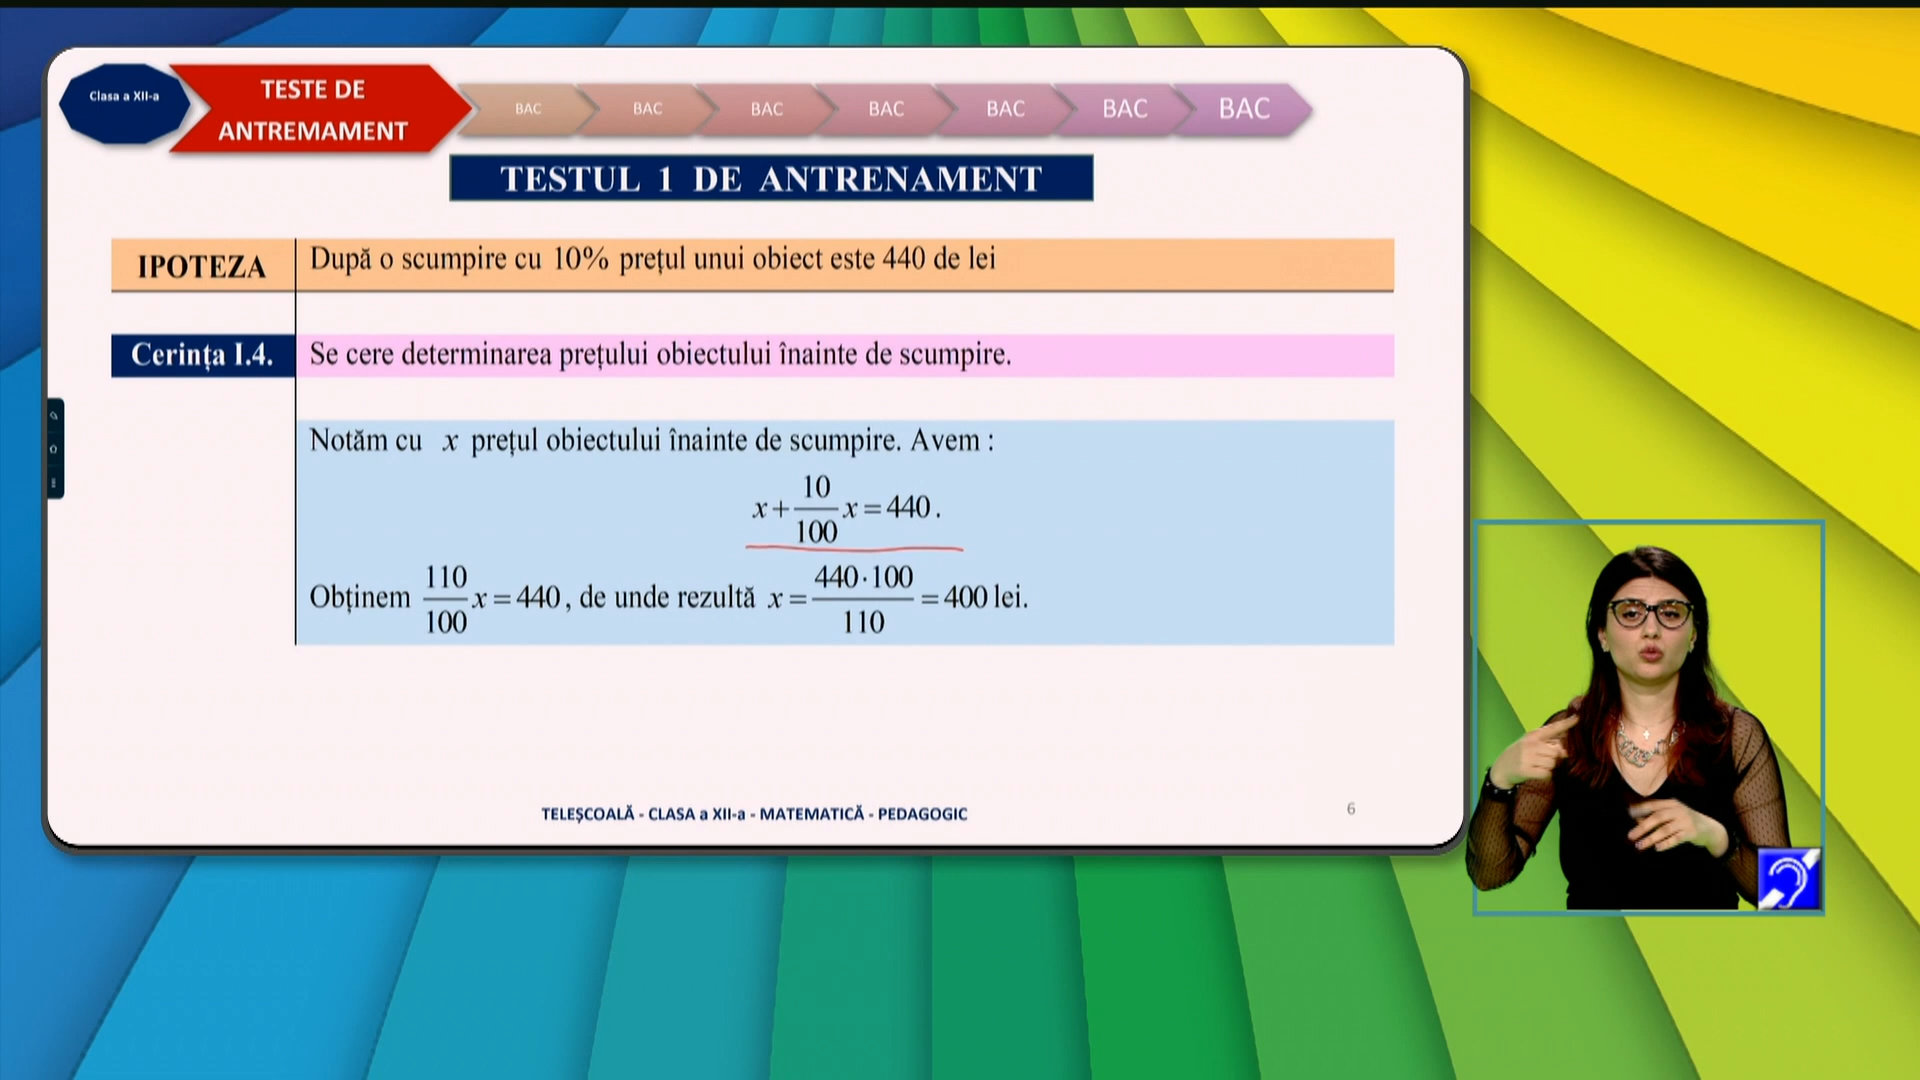 Clasa a XII-a
TESTE DE
ANTREMAMENT
BAC BAC BAC BAC BAC BAC BAC
TESTUL 1 DE ANTRENAMENT
IPOTEZA
După o scumpire cu 10% prețul unui obiect este 440 de lei
Cerința I.4.
Se cere determinarea prețului obiectului înainte de scumpire.
Notăm cu x prețul obiectului înainte de scumpire. Avem :
x + 10/100 x = 440 .
Obținem 110/100 x = 440 , de unde rezultă x = 440·100/110 = 400 lei.
TELEȘCOALĂ - CLASA a XII-a - MATEMATICĂ - PEDAGOGIC
6